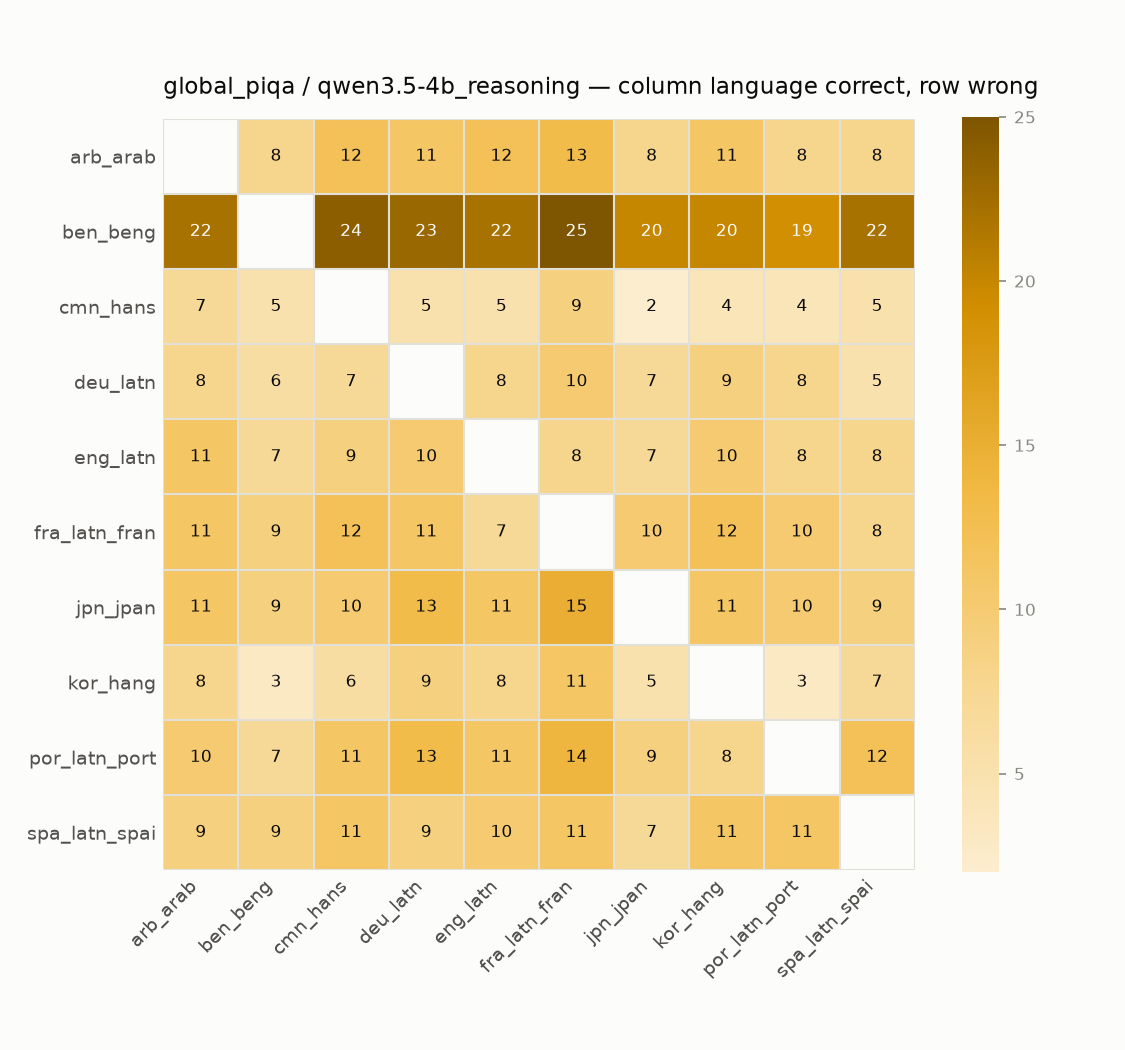 global_piqa / qwen3.5-4b_reasoning — column language correct, row wrong
arb_arab 8 12 11 12 13 8 11 8 8
ben_beng 22 24 23 22 25 20 20 19 22
cmn_hans 7 5 5 5 9 2 4 4 5
deu_latn 8 6 7 8 10 7 9 8 5
eng_latn 11 7 9 10 8 7 10 8 8
fra_latn_fran 11 9 12 11 7 10 12 10 8
jpn_jpan 11 9 10 13 11 15 11 10 9
kor_hang 8 3 6 9 8 11 5 3 7
por_latn_port 10 7 11 13 11 14 9 8 12
spa_latn_spai 9 9 11 9 10 11 7 11 11
arb_arab ben_beng cmn_hans deu_latn eng_latn fra_latn_fran jpn_jpan kor_hang por_latn_port spa_latn_spai
25
20
15
10
5